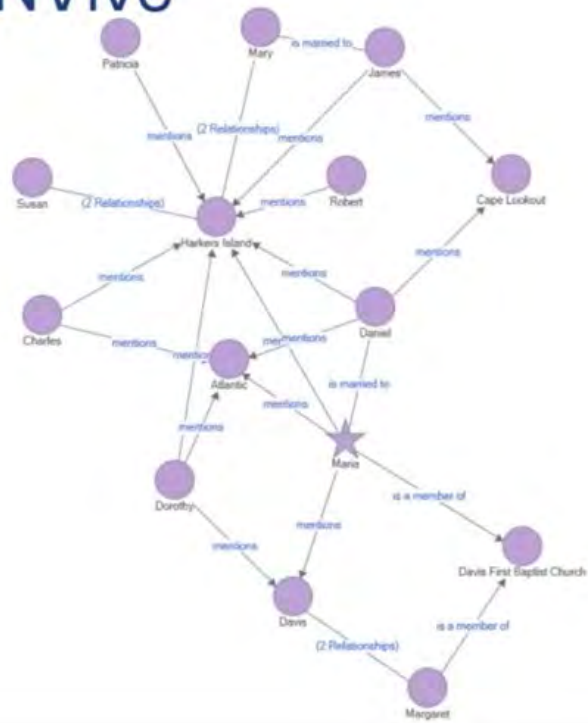 NVivo
Mary
is married to
James
Patricia
mentions
(2 Relationships)
mentions
mentions
Susan
(2 Relationships)
mentions
Robert
Cape Lookout
Harkers Island
mentions
mentions
mentions
Charles
mentions
mentions
Daniel
Atlantic
is married to
mentions
mentions
Maria
Dorothy
is a member of
mentions
mentions
Davis First Baptist Church
Davis
is a member of
(2 Relationships)
Margaret